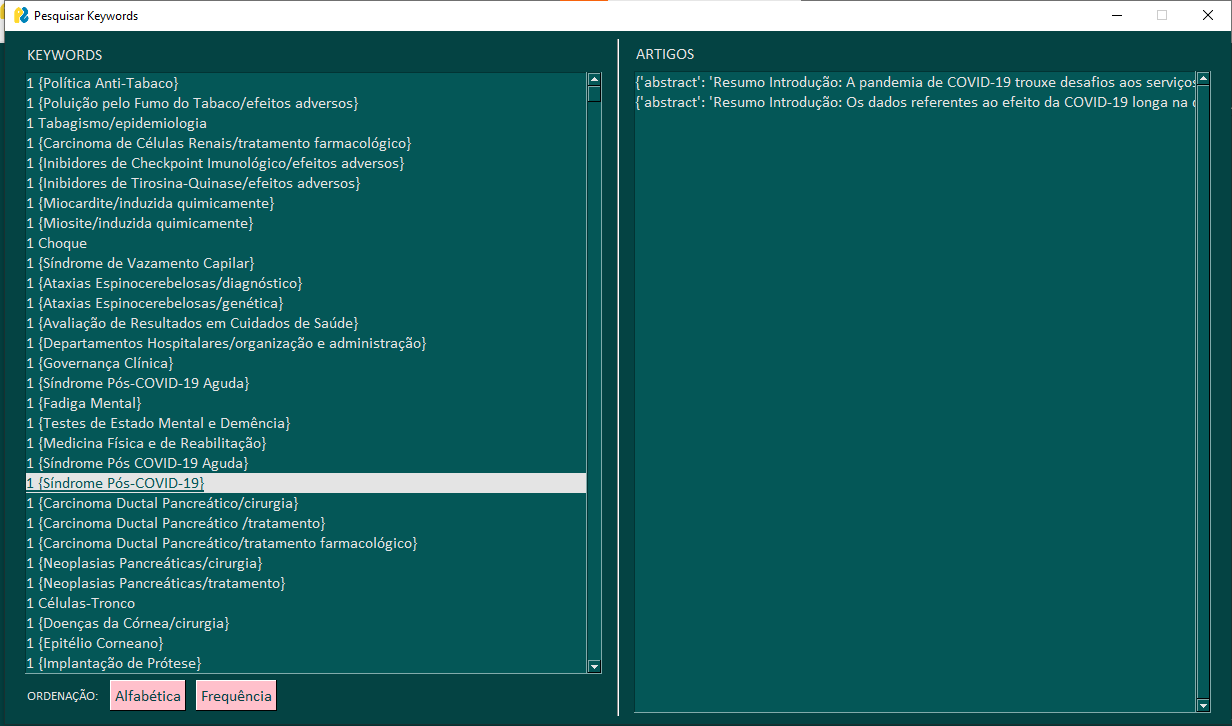 Pesquisar Keywords
KEYWORDS
1 {Política Anti-Tabaco}
1 {Poluição pelo Fumo do Tabaco/efeitos adversos}
1 Tabagismo/epidemiologia
1 {Carcinoma de Células Renais/tratamento farmacológico}
1 {Inibidores de Checkpoint Imunológico/efeitos adversos}
1 {Inibidores de Tirosina-Quinase/efeitos adversos}
1 {Miocardite/induzida quimicamente}
1 {Miosite/induzida quimicamente}
1 Choque
1 {Síndrome de Vazamento Capilar}
1 {Ataxias Espinocerebelosas/diagnóstico}
1 {Ataxias Espinocerebelosas/genética}
1 {Avaliação de Resultados em Cuidados de Saúde}
1 {Departamentos Hospitalares/organização e administração}
1 {Governança Clínica}
1 {Síndrome Pós-COVID-19 Aguda}
1 {Fadiga Mental}
1 {Testes de Estado Mental e Demência}
1 {Medicina Física e de Reabilitação}
1 {Síndrome Pós COVID-19 Aguda}
1 {Síndrome Pós-COVID-19}
1 {Carcinoma Ductal Pancreático/cirurgia}
1 {Carcinoma Ductal Pancreático /tratamento}
1 {Carcinoma Ductal Pancreático/tratamento farmacológico}
1 {Neoplasias Pancreáticas/cirurgia}
1 {Neoplasias Pancreáticas/tratamento}
1 Células-Tronco
1 {Doenças da Córnea/cirurgia}
1 {Epitélio Corneano}
1 {Implantação de Prótese}
ORDENAÇÃO: Alfabética Frequência
ARTIGOS
{'abstract': 'Resumo Introdução: A pandemia de COVID-19 trouxe desafios aos serviços
{'abstract': 'Resumo Introdução: Os dados referentes ao efeito da COVID-19 longa na